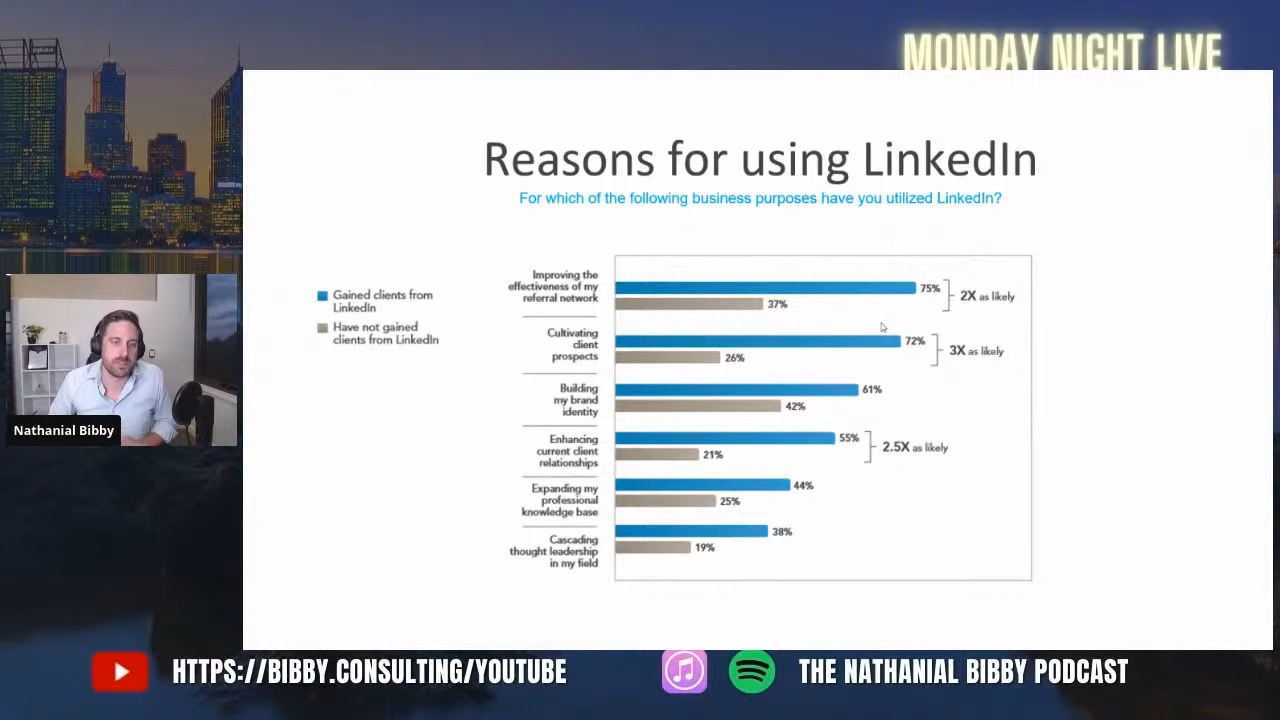 MONDAY NIGHT LIVE
Reasons for using LinkedIn
For which of the following business purposes have you utilized LinkedIn?
Gained clients from
LinkedIn
Have not gained
clients from LinkedIn
Improving the
effectiveness of my
referral network
75%
37%
2X as likely
Cultivating
client
prospects
72%
26%
3X as likely
Building
my brand
identity
61%
42%
Enhancing
current client
relationships
55%
21%
2.5X as likely
Expanding my
professional
knowledge base
44%
25%
Cascading
thought leadership
in my field
38%
19%
Nathanial Bibby
HTTPS://BIBBY.CONSULTING/YOUTUBE
THE NATHANIAL BIBBY PODCAST